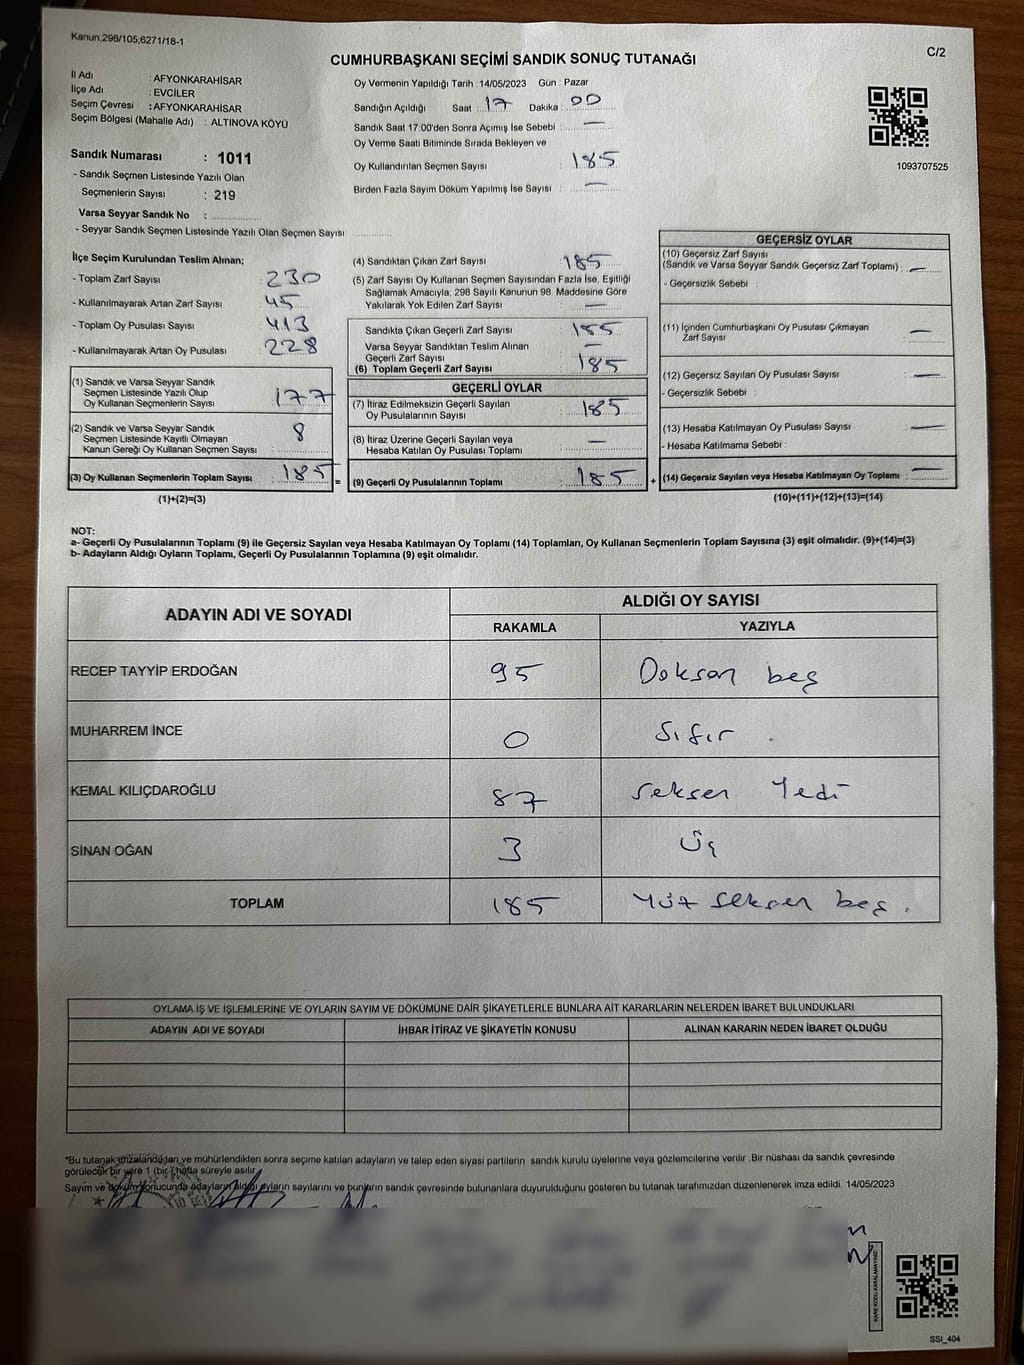 Kanun,298/105,6271/18-1
C/2
CUMHURBAŞKANI SEÇİMİ SANDIK SONUÇ TUTANAĞI
İl Adı : AFYONKARAHİSAR
İlçe Adı : EVCİLER
Seçim Çevresi : AFYONKARAHİSAR
Seçim Bölgesi (Mahalle Adı) : ALTINOVA KÖYÜ
Sandık Numarası : 1011
- Sandık Seçmen Listesinde Yazılı Olan
Seçmenlerin Sayısı : 219
Varsa Seyyar Sandık No :
- Seyyar Sandık Seçmen Listesinde Yazılı Olan Seçmen Sayısı:
Oy Vermenin Yapıldığı Tarih : 14/05/2023 Gün : Pazar
Sandığın Açıldığı Saat : 17 Dakika : 00
Sandık Saat 17.00'den Sonra Açımış İse Sebebi : —
Oy Verme Saati Bitiminde Sırada Bekleyen ve
Oy Kullandırılan Seçmen Sayısı : 185
Birden Fazla Sayım Döküm Yapılmış İse Sayısı : —
1093707525
İlçe Seçim Kurulundan Teslim Alınan;
- Toplam Zarf Sayısı : 230
- Kullanılmayarak Artan Zarf Sayısı : 45
- Toplam Oy Pusulası Sayısı : 413
- Kullanılmayarak Artan Oy Pusulası : 228
(1) Sandık ve Varsa Seyyar Sandık
Seçmen Listesinde Yazılı Olup
Oy Kullanan Seçmenlerin Sayısı : 177
(2) Sandık ve Varsa Seyyar Sandık
Seçmen Listesinde Kayıtlı Olmayan
Kanun Gereği Oy Kullanan Seçmen Sayısı : 8
(3) Oy Kullanan Seçmenlerin Toplam Sayısı : 185 =
(1)+(2)=(3)
(4) Sandıktan Çıkan Zarf Sayısı : 185
(5) Zarf Sayısı Oy Kullanan Seçmen Sayısından Fazla İse, Eşitliği
Sağlamak Amacıyla, 298 Sayılı Kanunun 98. Maddesine Göre
Yakılarak Yok Edilen Zarf Sayısı : —
Sandıkta Çıkan Geçerli Zarf Sayısı : 185
Varsa Seyyar Sandıktan Teslim Alınan
Geçerli Zarf Sayısı : —
(6) Toplam Geçerli Zarf Sayısı : 185
GEÇERLİ OYLAR
(7) İtiraz Edilmeksizin Geçerli Sayılan
Oy Pusulalarının Sayısı : 185
(8) İtiraz Üzerine Geçerli Sayılan veya
Hesaba Katılan Oy Pusulası Toplamı : —
(9) Geçerli Oy Pusulalarının Toplamı : 185 +
GEÇERSİZ OYLAR
(10) Geçersiz Zarf Sayısı
(Sandık ve Varsa Seyyar Sandık Geçersiz Zarf Toplamı) : —
- Geçersizlik Sebebi :
(11) İçinden Cumhurbaşkanı Oy Pusulası Çıkmayan
Zarf Sayısı : —
(12) Geçersiz Sayılan Oy Pusulası Sayısı : —
- Geçersizlik Sebebi :
(13) Hesaba Katılmayan Oy Pusulası Sayısı : —
- Hesaba Katılmama Sebebi :
(14) Geçersiz Sayılan veya Hesaba Katılmayan Oy Toplamı : —
(10)+(11)+(12)+(13)=(14)
NOT:
a- Geçerli Oy Pusulalarının Toplamı (9) ile Geçersiz Sayılan veya Hesaba Katılmayan Oy Toplamı (14) Toplamları, Oy Kullanan Seçmenlerin Toplam Sayısına (3) eşit olmalıdır. (9)+(14)=(3)
b- Adayların Aldığı Oyların Toplamı, Geçerli Oy Pusulalarının Toplamına (9) eşit olmalıdır.
ADAYIN ADI VE SOYADI
ALDIĞI OY SAYISI
RAKAMLA YAZIYLA
RECEP TAYYİP ERDOĞAN 95 Doksan beş
MUHARREM İNCE 0 Sıfır .
KEMAL KILIÇDAROĞLU 87 Seksen Yedi
SİNAN OĞAN 3 Üç
TOPLAM 185 Yüz seksen beş .
OYLAMA İŞ VE İŞLEMLERİNE VE OYLARIN SAYIM VE DÖKÜMÜNE DAİR ŞİKAYETLERLE BUNLARA AİT KARARLARIN NELERDEN İBARET BULUNDUKLARI
ADAYIN ADI VE SOYADI İHBAR İTİRAZ VE ŞİKAYETİN KONUSU ALINAN KARARIN NEDEN İBARET OLDUĞU
*Bu tutanak imzalandıktan ve mühürlendikten sonra seçime katılan adayların ve talep eden siyasi partilerin sandık kurulu üyelerine veya gözlemcilerine verilir .Bir nüshası da sandık çevresinde
görülecek bir yere 1 (bir) hafta süreyle asılır.
Sayım ve döküm sonucunda adayların aldığı oyların sayılarını ve bunların sandık çevresinde bulunanlara duyurulduğunu gösteren bu tutanak tarafımızdan düzenlenerek imza edildi. 14/05/2023
KARE KODU KARALAMAYINIZ!
SSI_404